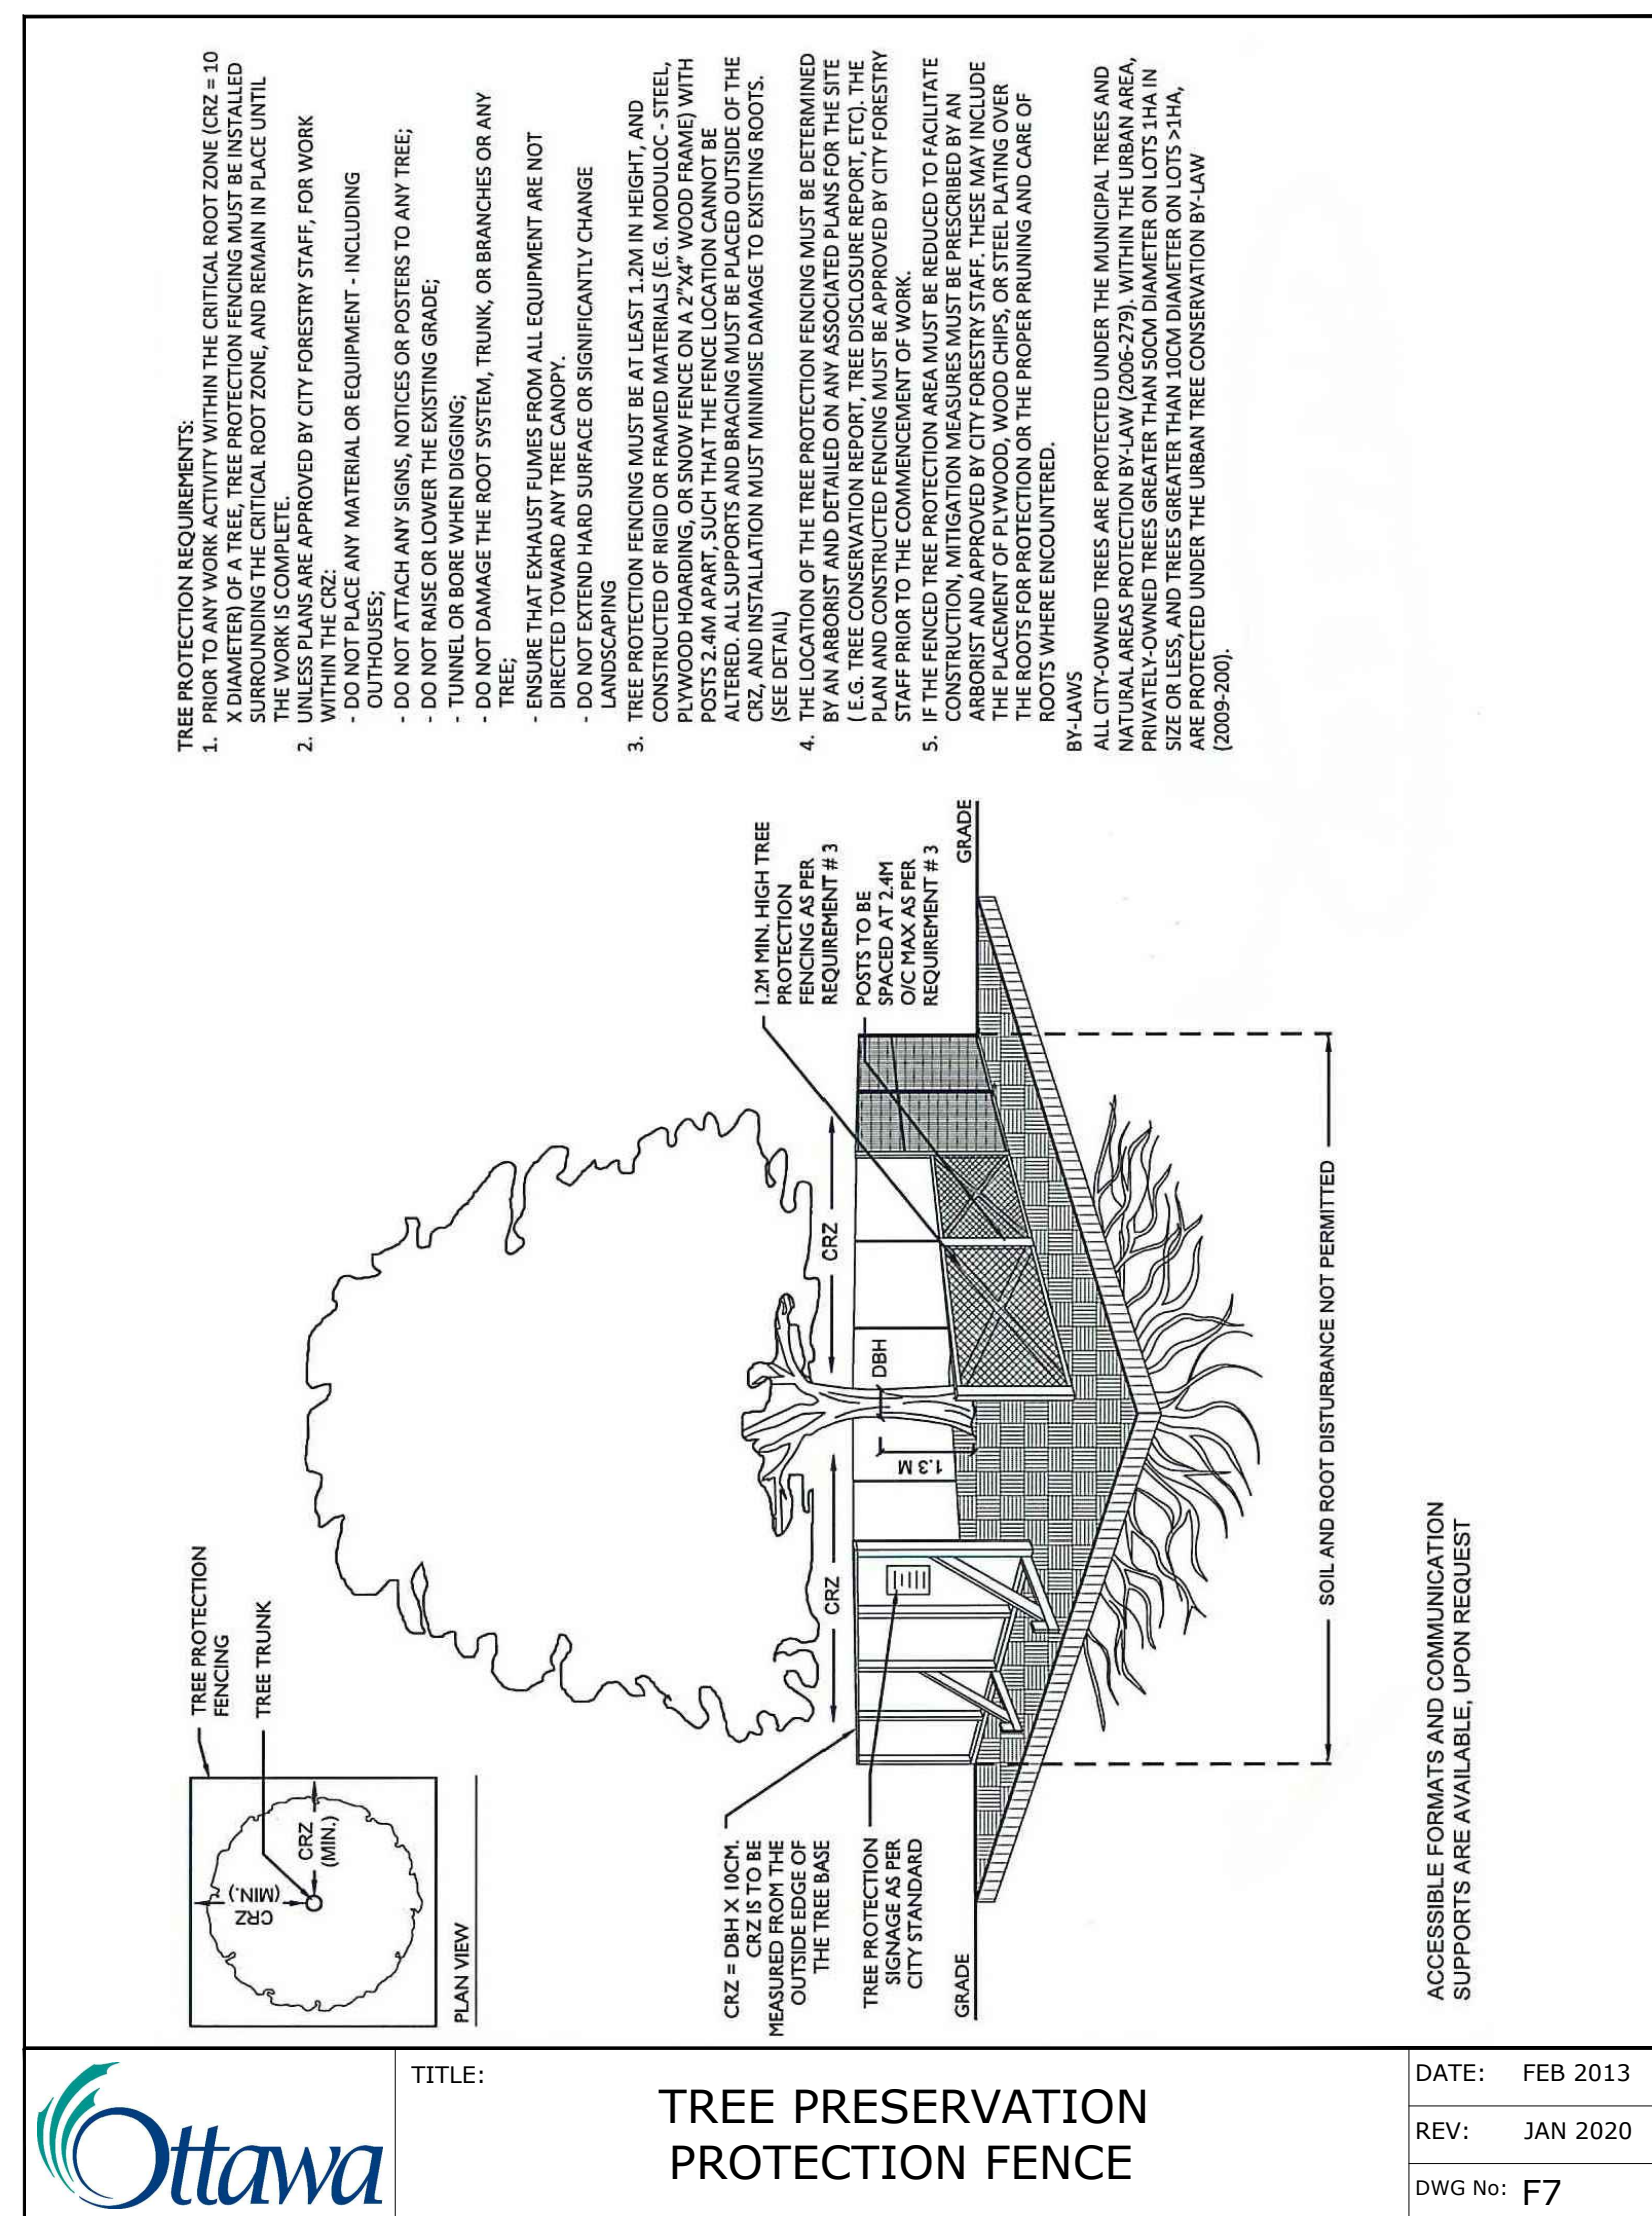 TREE PROTECTION REQUIREMENTS:
1. PRIOR TO ANY WORK ACTIVITY WITHIN THE CRITICAL ROOT ZONE (CRZ = 10
X DIAMETER) OF A TREE, TREE PROTECTION FENCING MUST BE INSTALLED
SURROUNDING THE CRITICAL ROOT ZONE, AND REMAIN IN PLACE UNTIL
THE WORK IS COMPLETE.
2. UNLESS PLANS ARE APPROVED BY CITY FORESTRY STAFF, FOR WORK
WITHIN THE CRZ:
- DO NOT PLACE ANY MATERIAL OR EQUIPMENT - INCLUDING
OUTHOUSES;
- DO NOT ATTACH ANY SIGNS, NOTICES OR POSTERS TO ANY TREE;
- DO NOT RAISE OR LOWER THE EXISTING GRADE;
- TUNNEL OR BORE WHEN DIGGING;
- DO NOT DAMAGE THE ROOT SYSTEM, TRUNK, OR BRANCHES OR ANY
TREE;
- ENSURE THAT EXHAUST FUMES FROM ALL EQUIPMENT ARE NOT
DIRECTED TOWARD ANY TREE CANOPY.
- DO NOT EXTEND HARD SURFACE OR SIGNIFICANTLY CHANGE
LANDSCAPING
3. TREE PROTECTION FENCING MUST BE AT LEAST 1.2M IN HEIGHT, AND
CONSTRUCTED OF RIGID OR FRAMED MATERIALS (E.G. MODULOC - STEEL,
PLYWOOD HOARDING, OR SNOW FENCE ON A 2"X4" WOOD FRAME) WITH
POSTS 2.4M APART, SUCH THAT THE FENCE LOCATION CANNOT BE
ALTERED. ALL SUPPORTS AND BRACING MUST BE PLACED OUTSIDE OF THE
CRZ, AND INSTALLATION MUST MINIMISE DAMAGE TO EXISTING ROOTS.
(SEE DETAIL)
4. THE LOCATION OF THE TREE PROTECTION FENCING MUST BE DETERMINED
BY AN ARBORIST AND DETAILED ON ANY ASSOCIATED PLANS FOR THE SITE
( E.G. TREE CONSERVATION REPORT, TREE DISCLOSURE REPORT, ETC). THE
PLAN AND CONSTRUCTED FENCING MUST BE APPROVED BY CITY FORESTRY
STAFF PRIOR TO THE COMMENCEMENT OF WORK.
5. IF THE FENCED TREE PROTECTION AREA MUST BE REDUCED TO FACILITATE
CONSTRUCTION, MITIGATION MEASURES MUST BE PRESCRIBED BY AN
ARBORIST AND APPROVED BY CITY FORESTRY STAFF. THESE MAY INCLUDE
THE PLACEMENT OF PLYWOOD, WOOD CHIPS, OR STEEL PLATING OVER
THE ROOTS FOR PROTECTION OR THE PROPER PRUNING AND CARE OF
ROOTS WHERE ENCOUNTERED.
BY-LAWS
ALL CITY-OWNED TREES ARE PROTECTED UNDER THE MUNICIPAL TREES AND
NATURAL AREAS PROTECTION BY-LAW (2006-279). WITHIN THE URBAN AREA,
PRIVATELY-OWNED TREES GREATER THAN 50CM DIAMETER ON LOTS 1HA IN
SIZE OR LESS, AND TREES GREATER THAN 10CM DIAMETER ON LOTS >1HA,
ARE PROTECTED UNDER THE URBAN TREE CONSERVATION BY-LAW
(2009-200).
TREE PROTECTION
FENCING
TREE TRUNK
CRZ
(MIN.)
CRZ
(MIN.)
PLAN VIEW
1.2M MIN. HIGH TREE
PROTECTION
FENCING AS PER
REQUIREMENT # 3
POSTS TO BE
SPACED AT 2.4M
O/C MAX AS PER
REQUIREMENT # 3
GRADE
CRZ
CRZ
DBH
1.3 M
CRZ = DBH X 10CM.
CRZ IS TO BE
MEASURED FROM THE
OUTSIDE EDGE OF
THE TREE BASE
TREE PROTECTION
SIGNAGE AS PER
CITY STANDARD
GRADE
SOIL AND ROOT DISTURBANCE NOT PERMITTED
ACCESSIBLE FORMATS AND COMMUNICATION
SUPPORTS ARE AVAILABLE, UPON REQUEST
Ottawa
TITLE:
TREE PRESERVATION
PROTECTION FENCE
DATE: FEB 2013
REV: JAN 2020
DWG No: F7